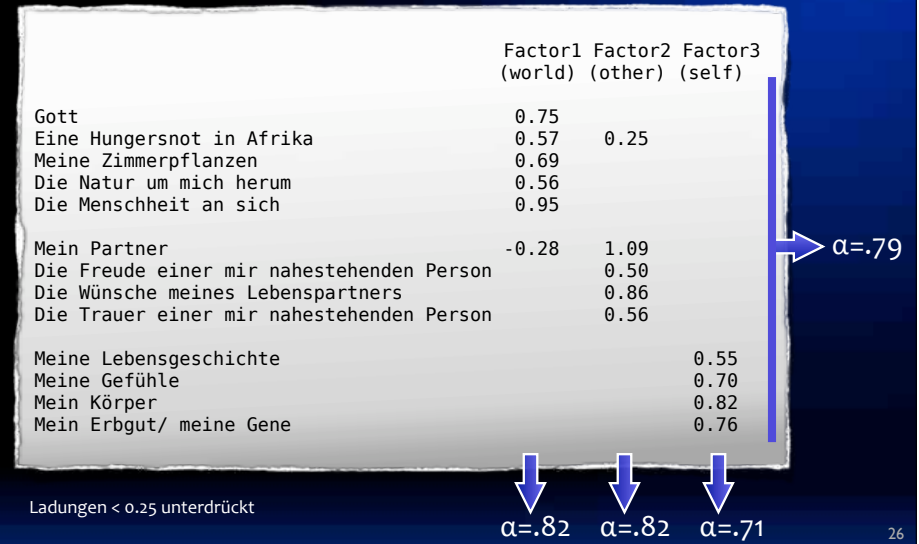 Factor1 Factor2 Factor3
(world) (other) (self)
Gott 0.75
Eine Hungersnot in Afrika 0.57 0.25
Meine Zimmerpflanzen 0.69
Die Natur um mich herum 0.56
Die Menschheit an sich 0.95
Mein Partner -0.28 1.09
Die Freude einer mir nahestehenden Person 0.50
Die Wünsche meines Lebenspartners 0.86
Die Trauer einer mir nahestehenden Person 0.56
Meine Lebensgeschichte 0.55
Meine Gefühle 0.70
Mein Körper 0.82
Mein Erbgut/ meine Gene 0.76
α=.79
Ladungen < 0.25 unterdrückt
α=.82 α=.82 α=.71
26